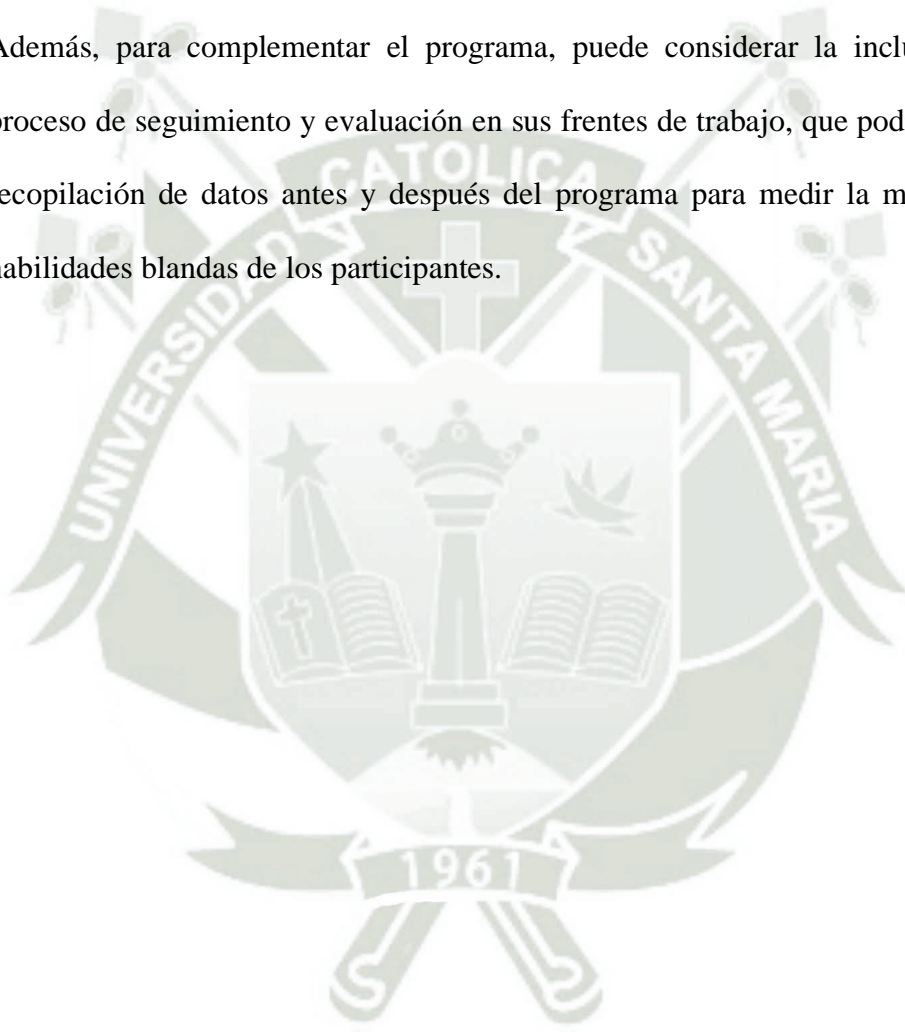 Además, para complementar el programa, puede considerar la inclu
proceso de seguimiento y evaluación en sus frentes de trabajo, que pod
recopilación de datos antes y después del programa para medir la m
habilidades blandas de los participantes.
UNIVERSIDAD CATOLICA SANTA MARIA
1961